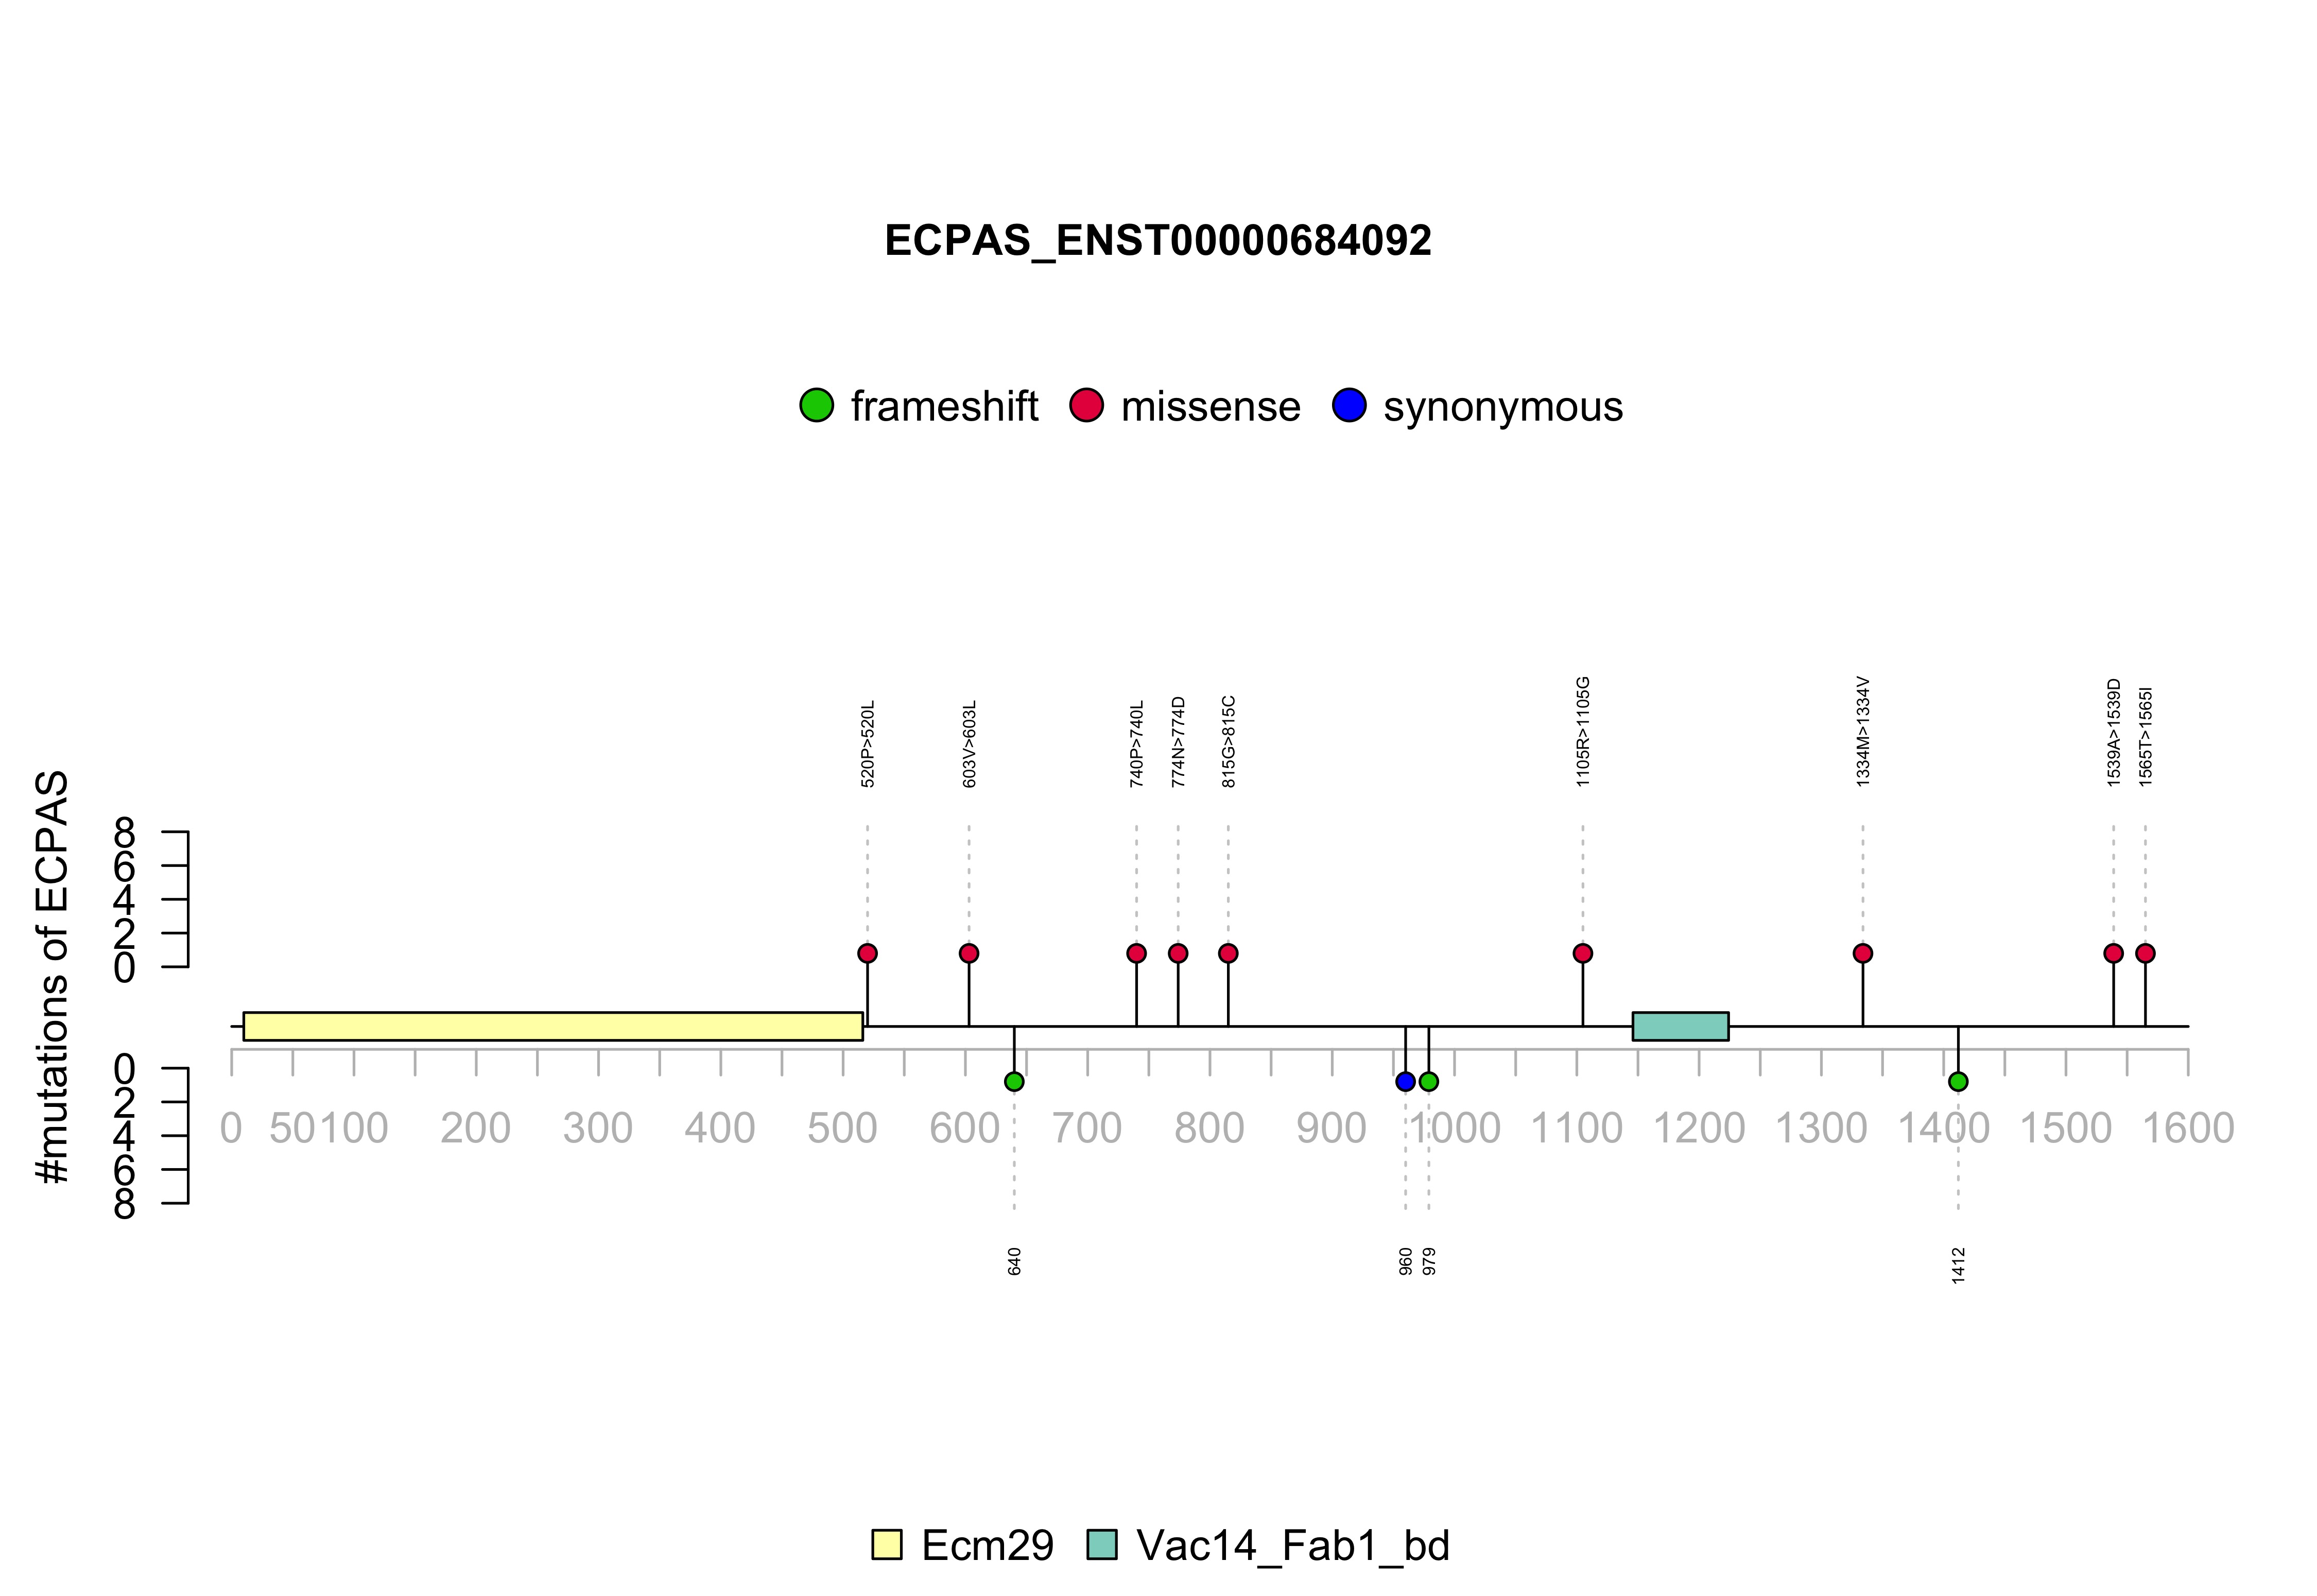 ECPAS_ENST00000684092
frameshift missense synonymous
520P>520L
603V>603L
740P>740L
774N>774D
815G>815C
1105R>1105G
1334M>1334V
1539A>1539D
1565T>1565I
#mutations of ECPAS
8
6
4
2
0
0
2
4
6
8
0 50 100 200 300 400 500 600 700 800 900 1000 1100 1200 1300 1400 1500 1600
640
960
979
1412
Ecm29 Vac14_Fab1_bd